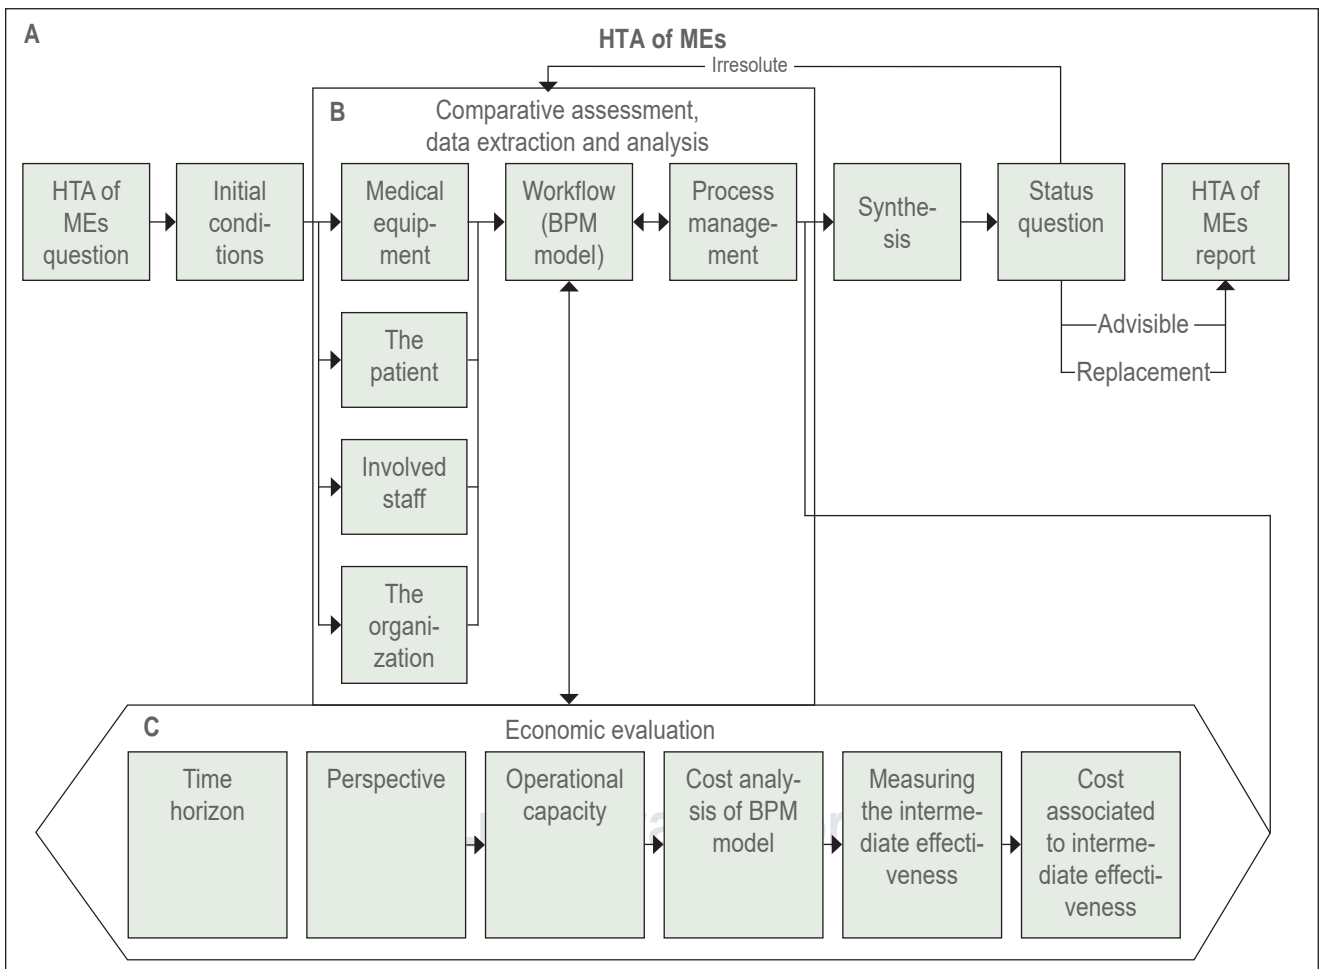 A
HTA of MEs
Irresolute
B
Comparative assessment,
data extraction and analysis
HTA of
MEs
question
Initial
condi-
tions
Medical
equip-
ment
Workflow
(BPM
model)
Process
manage-
ment
Synthe-
sis
Status
question
HTA of
MEs
report
The
patient
Advisible
Replacement
Involved
staff
The
organi-
zation
C
Economic evaluation
Time
horizon
Perspective
Operational
capacity
Cost analy-
sis of BPM
model
Measuring
the interme-
diate effecti-
veness
Cost
associated
to interme-
diate effecti-
veness